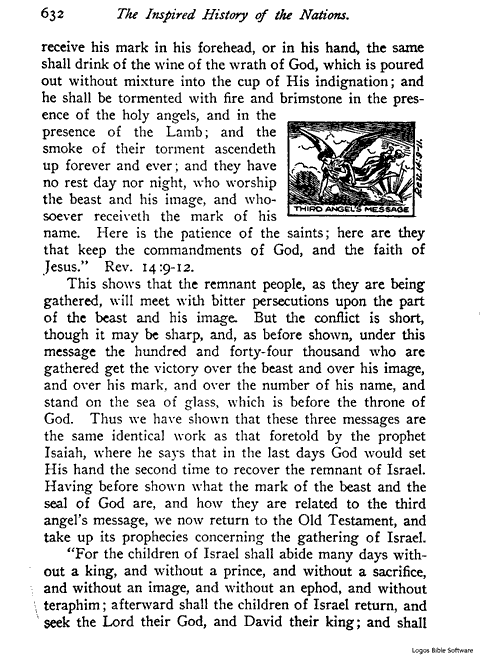 632 The Inspired History of the Nations.
receive his mark in his forehead, or in his hand, the same
shall drink of the wine of the wrath of God, which is poured
out without mixture into the cup of His indignation; and
he shall be tormented with fire and brimstone in the pres-
ence of the holy angels, and in the
presence of the Lamb; and the
smoke of their torment ascendeth
up forever and ever; and they have
no rest day nor night, who worship
the beast and his image, and who-
soever receiveth the mark of his
THIRD ANGEL'S MESSAGE
name. Here is the patience of the saints; here are they
that keep the commandments of God, and the faith of
Jesus." Rev. 14:9-12.
This shows that the remnant people, as they are being
gathered, will meet with bitter persecutions upon the part
of the beast and his image. But the conflict is short,
though it may be sharp, and, as before shown, under this
message the hundred and forty-four thousand who are
gathered get the victory over the beast and over his image,
and over his mark, and over the number of his name, and
stand on the sea of glass, which is before the throne of
God. Thus we have shown that these three messages are
the same identical work as that foretold by the prophet
Isaiah, where he says that in the last days God would set
His hand the second time to recover the remnant of Israel.
Having before shown what the mark of the beast and the
seal of God are, and how they are related to the third
angel's message, we now return to the Old Testament, and
take up its prophecies concerning the gathering of Israel.
"For the children of Israel shall abide many days with-
out a king, and without a prince, and without a sacrifice,
and without an image, and without an ephod, and without
teraphim; afterward shall the children of Israel return, and
seek the Lord their God, and David their king; and shall
Logos Bible Software